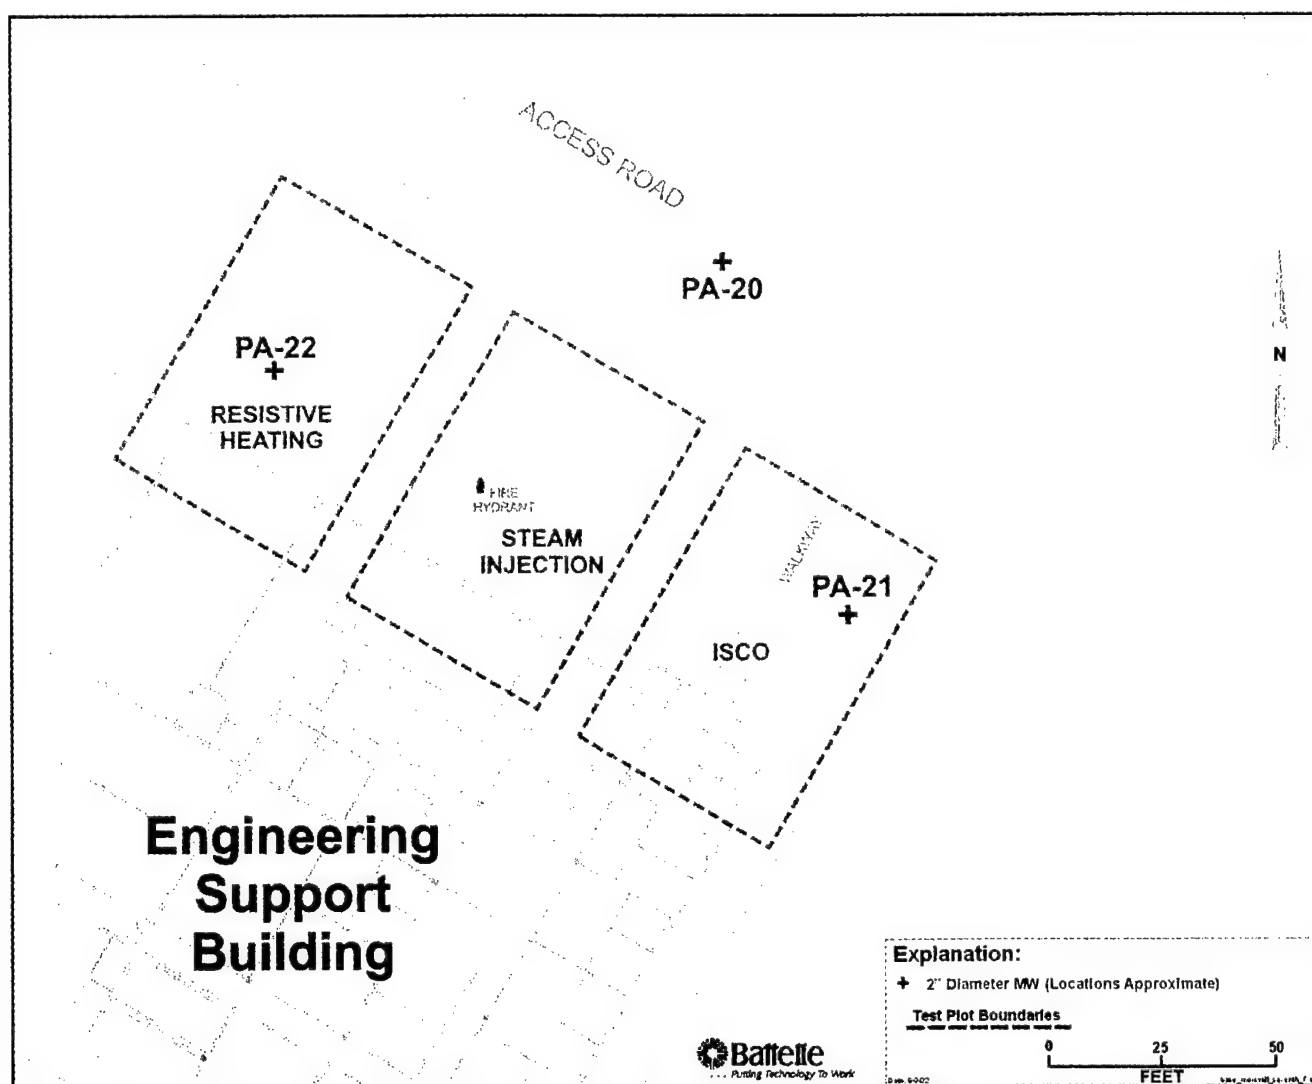 ACCESS ROAD
PA-20
PA-22
RESISTIVE
HEATING
N
FIRE
HYDRANT
STEAM
INJECTION
WALKWAY
PA-21
ISCO
Engineering
Support
Building
Explanation:
2" Diameter MW (Locations Approximate)
Test Plot Boundaries
0 25 50
FEET
Battelle
... Putting Technology To Work